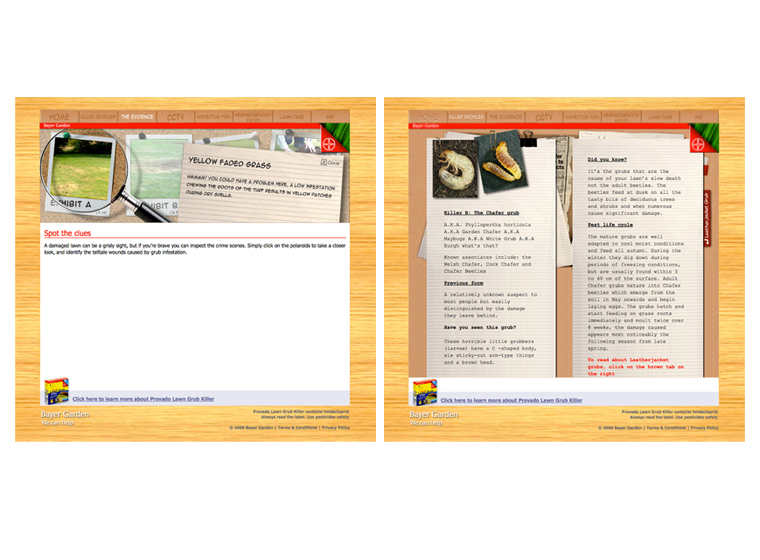 HOME KILLER PROFILES THE EVIDENCE CCTV INSPECTOR FINN NEIGHBOURHOOD WATCH LAWN CARE HQ
Bayer Garden
YELLOW FADED GRASS
Close
HMMMM! YOU COULD HAVE A PROBLEM HERE, A LOW INFESTATION
CHEWING THE ROOTS OF THE TURF RESULTS IN YELLOW PATCHES
DURING DRY SPELLS.
EXHIBIT A
EXHIBIT B
Spot the clues
A damaged lawn can be a grisly sight, but if you're brave you can inspect the crime scenes. Simply click on the polaroids to take a closer
look, and identify the telltale wounds caused by grub infestation.
Click here to learn more about Provado Lawn Grub Killer
Bayer Garden
We can help
Provado Lawn Grub Killer contains imidacloprid.
Always read the label. Use pesticides safely.
© 2006 Bayer Garden | Terms & Conditions | Privacy Policy
KILLER PROFILES THE EVIDENCE CCTV INSPECTOR FINN NEIGHBOURHOOD WATCH LAWN CARE HQ
Bayer Garden
Killer B: The Chafer grub
A.K.A. Phyllopertha horticola
A.K.A Garden Chafer A.K.A
Maybugs A.K.A White Grub A.K.A
Eurgh what's that?
Known associates include: the
Welsh Chafer, Cock Chafer and
Chafer Beetles
Previous form
A relatively unknown suspect to
most people but easily
distinguished by the damage
they leave behind.
Have you seen this grub?
These horrible little grubbers
(larvae) have a C -shaped body,
six sticky-out arm-type things
and a brown head.
Did you know?
It's the grubs that are the
cause of your lawn's slow death
not the adult beetles. The
beetles feed at dusk on all the
tasty bits of deciduous trees
and shrubs and when numerous
cause significant damage.
Pest life cycle
The mature grubs are well
adapted to cool moist conditions
and feed all autumn. During the
winter they dig down during
periods of freezing conditions,
but are usually found within 5
to 40 cm of the surface. Adult
Chafer grubs mature into Chafer
beetles which emerge from the
soil in May onwards and begin
laying eggs. The grubs hatch and
start feeding on grass roots
immediately and moult twice over
8 weeks, the damage caused
appears most noticeably the
following season from late
spring.
To read about Leatherjacket
grubs, click on the brown tab on
the right
Leatherjacket Grub
Click here to learn more about Provado Lawn Grub Killer
Bayer Garden
We can help
Provado Lawn Grub Killer contains imidacloprid.
Always read the label. Use pesticides safely.
© 2006 Bayer Garden | Terms & Conditions | Privacy Policy